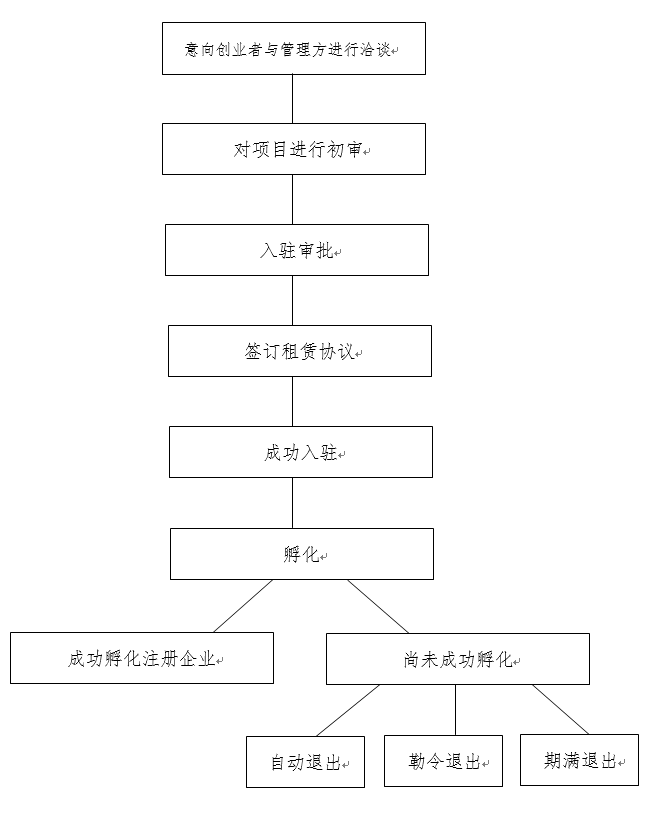 意向创业者与管理方进行洽谈
对项目进行初审
入驻审批
签订租赁协议
成功入驻
孵化
成功孵化注册企业
尚未成功孵化
自动退出
勒令退出
期满退出